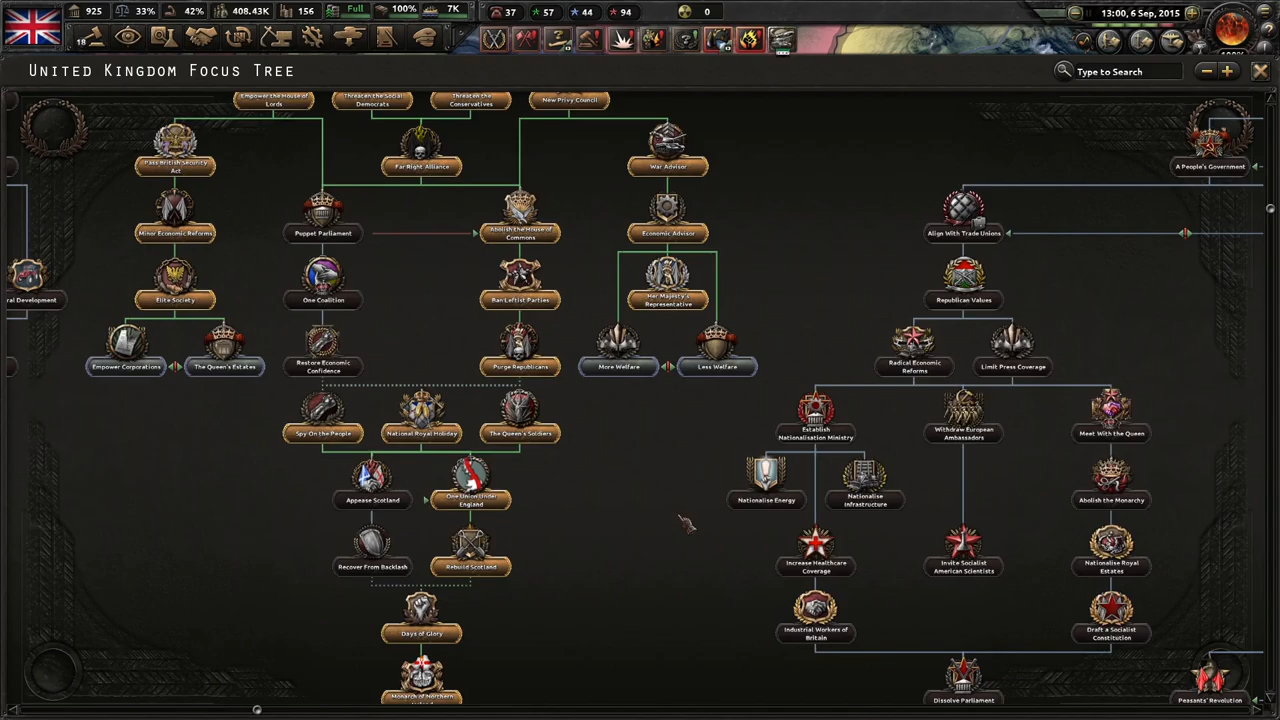 925
33%
42%
408.43K
156
Full
100%
7K
37
57
44
94
0
13:00, 6 Sep, 2015
18
United Kingdom Focus Tree
Type to Search
Empower the House of
Lords
Threaten the Social
Democrats
Threaten the
Conservatives
New Privy Council
Pass British Security
Act
Far Right Alliance
War Advisor
A People's Government
Minor Economic Reforms
Puppet Parliament
Abolish the House of
Commons
Economic Advisor
Align With Trade Unions
ral Development
Elite Society
One Coalition
Ban Leftist Parties
Her Majesty's
Representative
Republican Values
Empower Corporations
The Queen's Estates
Restore Economic
Confidence
Purge Republicans
More Welfare
Less Welfare
Radical Economic
Reforms
Limit Press Coverage
Spy On the People
National Royal Holiday
The Queen's Soldiers
Establish
Nationalisation Ministry
Withdraw European
Ambassadors
Meet With the Queen
Appease Scotland
One Union Under
England
Nationalise Energy
Nationalise
Infrastructure
Abolish the Monarchy
Recover From Backlash
Rebuild Scotland
Increase Healthcare
Coverage
Invite Socialist
American Scientists
Nationalise Royal
Estates
Days of Glory
Industrial Workers of
Britain
Draft a Socialist
Constitution
Monarch of Northern
Dissolve Parliament
Peasants' Revolution